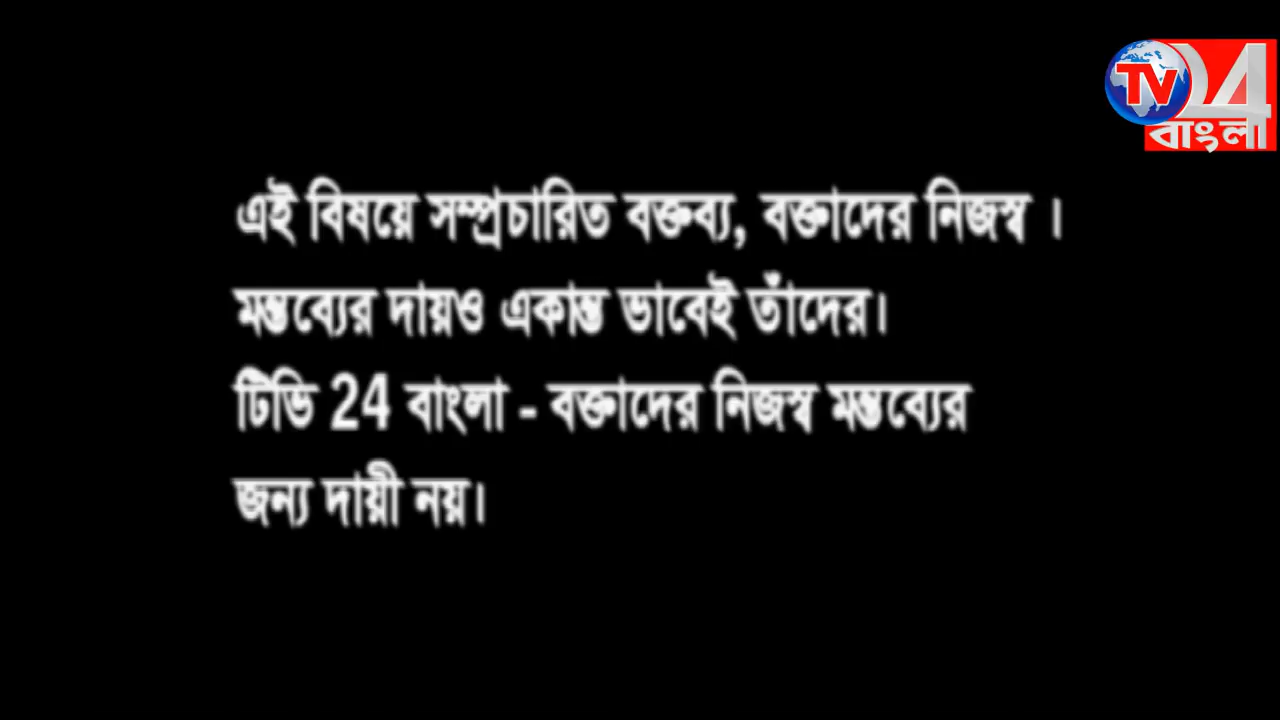 TV 24
বাংলা
এই বিষয়ে সম্প্রচারিত বক্তব্য, বক্তাদের নিজস্ব ।
মন্তব্যের দায়ও একান্ত ভাবেই তাঁদের।
টিভি 24 বাংলা - বক্তাদের নিজস্ব মন্তব্যের
জন্য দায়ী নয়।